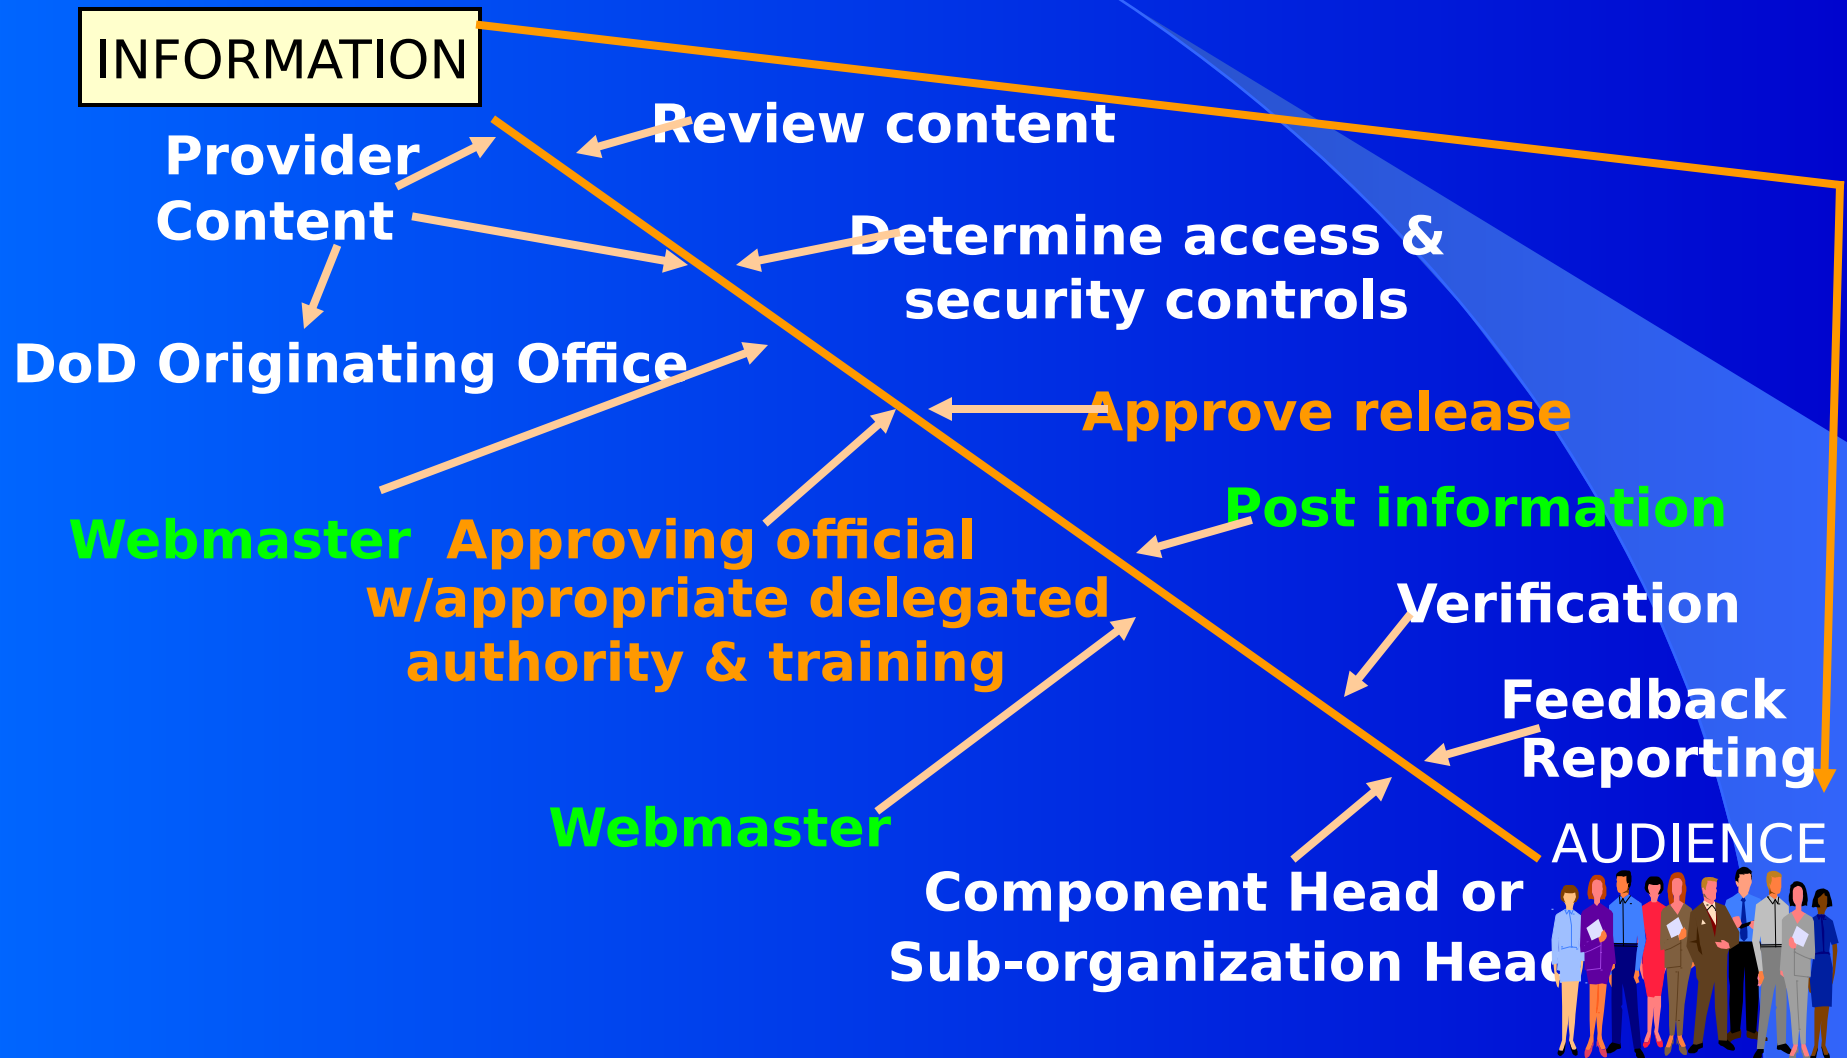 INFORMATION
Review content
Provider
Content
Determine access &
security controls
DoD Originating Office
Approve release
Post information
Webmaster
Approving official
w/appropriate delegated
authority & training
Verification
Feedback
Reporting
Webmaster
AUDIENCE
Component Head or
Sub-organization Head